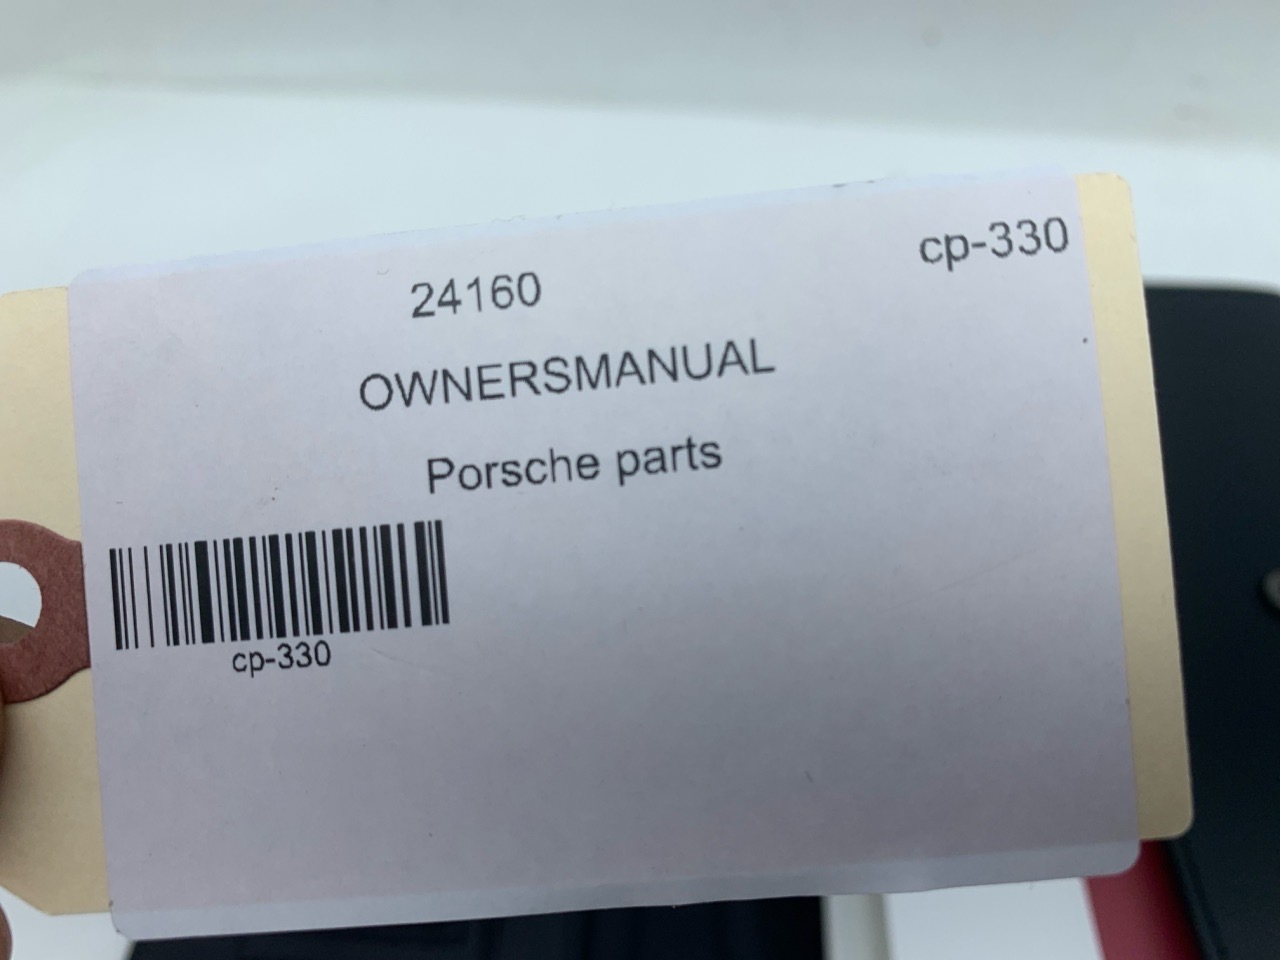 cp-330
24160
OWNERSMANUAL
Porsche parts
cp-330